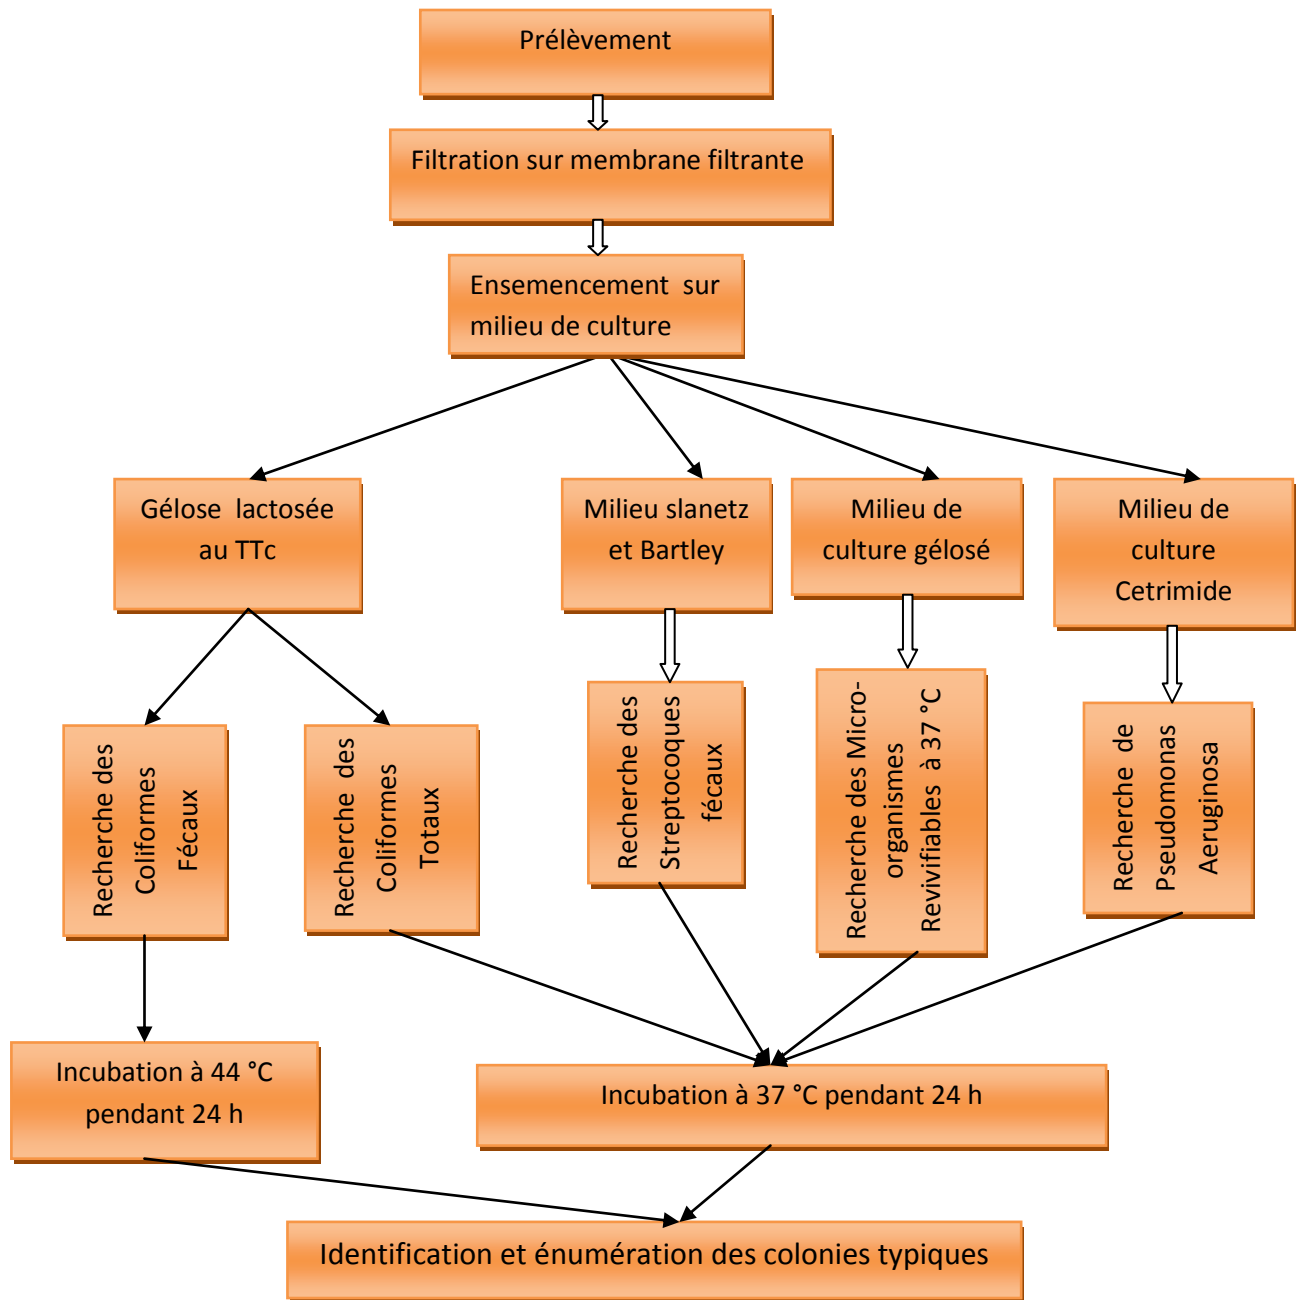 Prélèvement
Filtration sur membrane filtrante
Ensemencement sur
milieu de culture
Gélose lactosée
au TTc
Milieu slanetz
et Bartley
Milieu de
culture gélosé
Milieu de
culture
Cetrimide
Recherche des
Coliformes
Fécaux
Recherche des
Coliformes
Totaux
Recherche des
Streptocoques
fécaux
Recherche des Micro-
organismes
Revivifiables à 37 °C
Recherche de
Pseudomonas
Aeruginosa
Incubation à 44 °C
pendant 24 h
Incubation à 37 °C pendant 24 h
Identification et énumération des colonies typiques